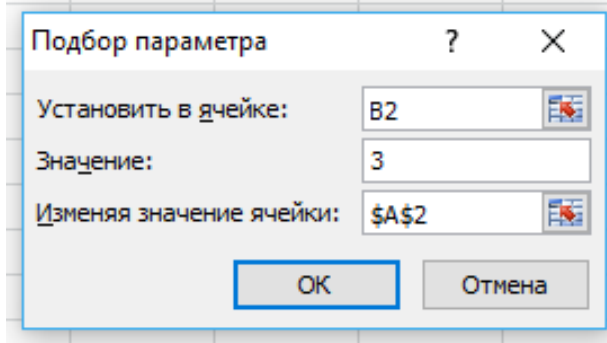 Подбор параметра ? ×
Установить в ячейке: B2
Значение: 3
Изменяя значение ячейки: $A$2
ОК Отмена